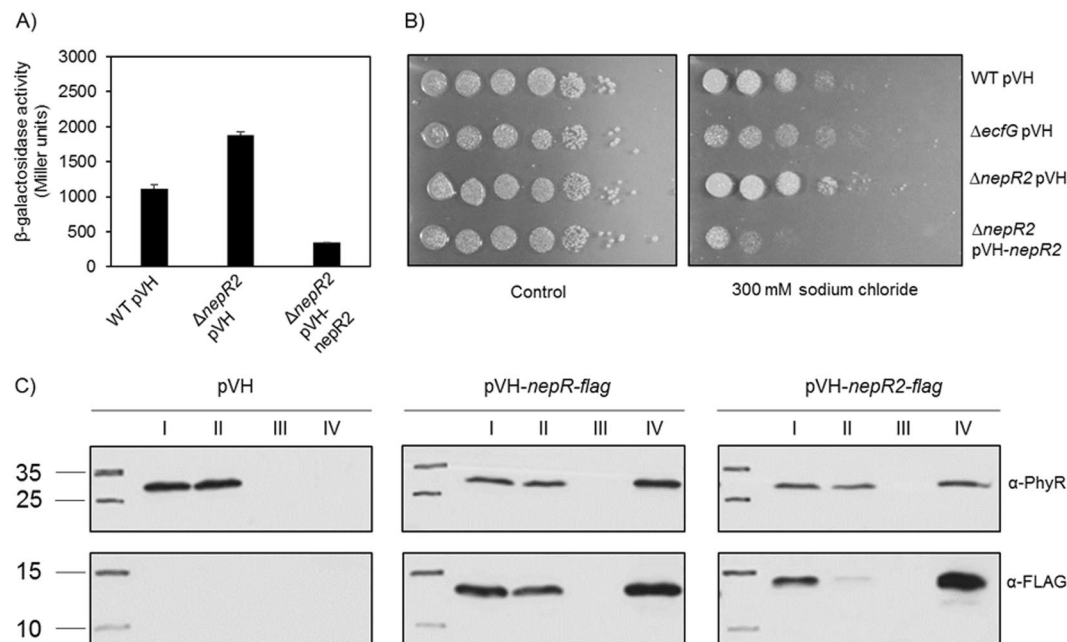 A)
β-galactosidase activity
(Miller units)
3000
2500
2000
1500
1000
500
0
WT pVH
ΔnepR2
pVH
ΔnepR2
pVH-
nepR2
B)
WT pVH
ΔecfG pVH
ΔnepR2 pVH
ΔnepR2
pVH-nepR2
Control
300 mM sodium chloride
C)
pVH
pVH-nepR-flag
pVH-nepR2-flag
I II III IV
I II III IV
I II III IV
35
25
α-PhyR
15
10
α-FLAG